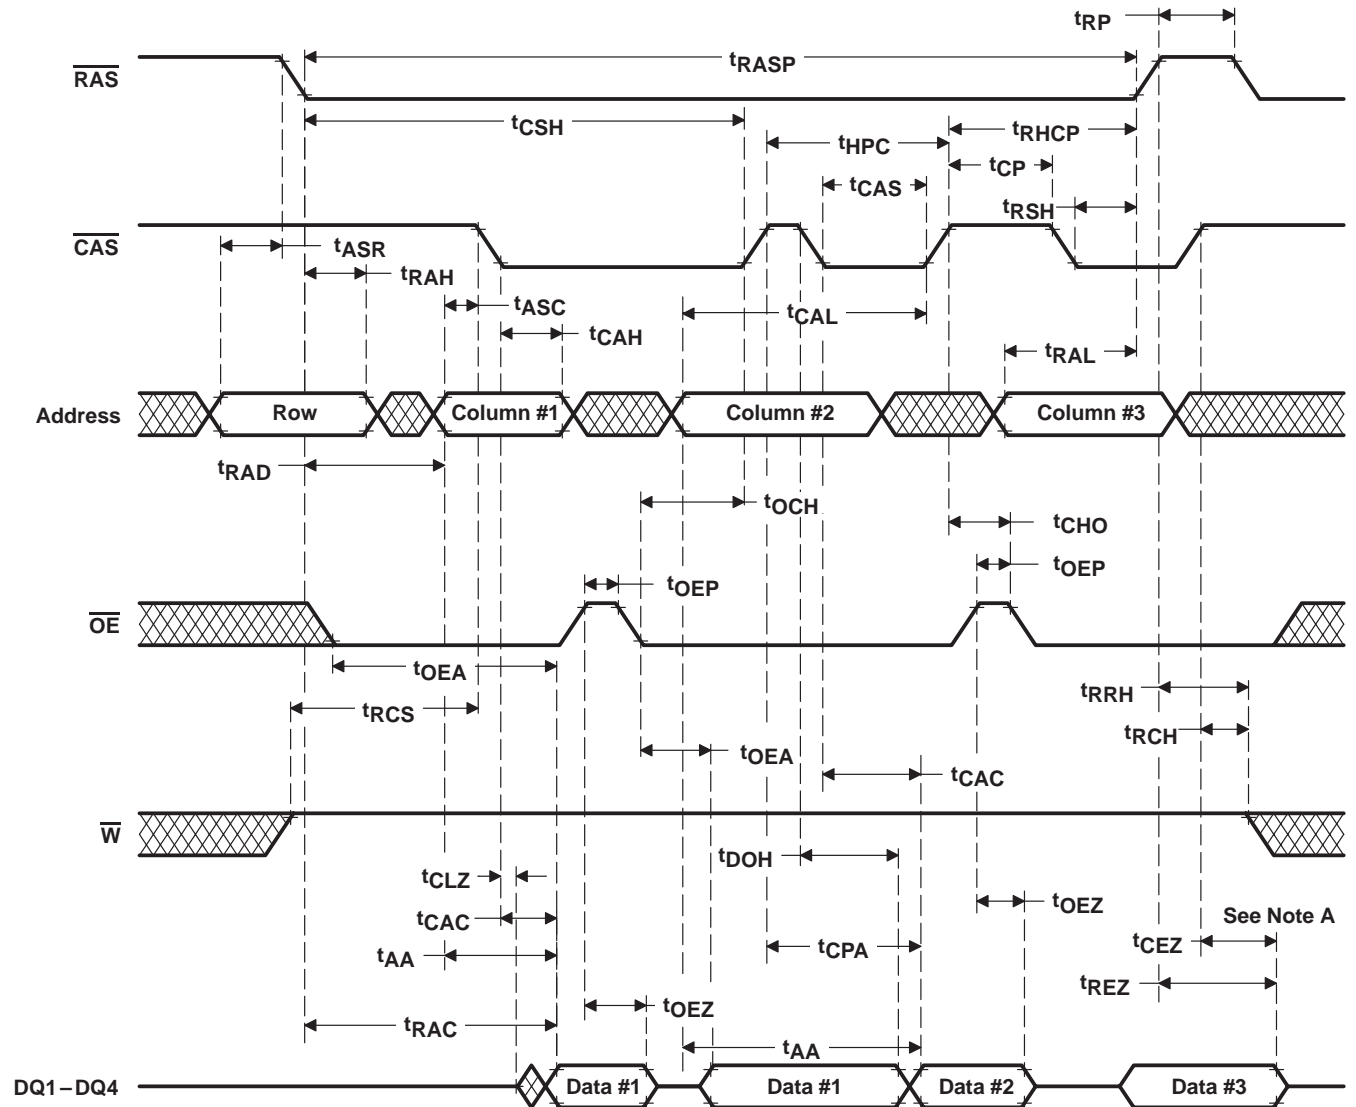 tRP
RAS
tRASP
tCSH
tRHCP
tHPC
tCP
tCAS
tRSH
CAS
tASR
tRAH
tASC
tCAL
tCAH
tRAL
Address Row Column #1 Column #2 Column #3
tRAD
tOCH
tCHO
tOEP
tOEP
OE
tOEA
tRRH
tRCS
tRCH
tOEA
tCAC
W
tDOH
tCLZ
tOEZ
tCAC
See Note A
tCPA
tCEZ
tAA
tREZ
tOEZ
tRAC
tAA
DQ1–DQ4 Data #1 Data #1 Data #2 Data #3